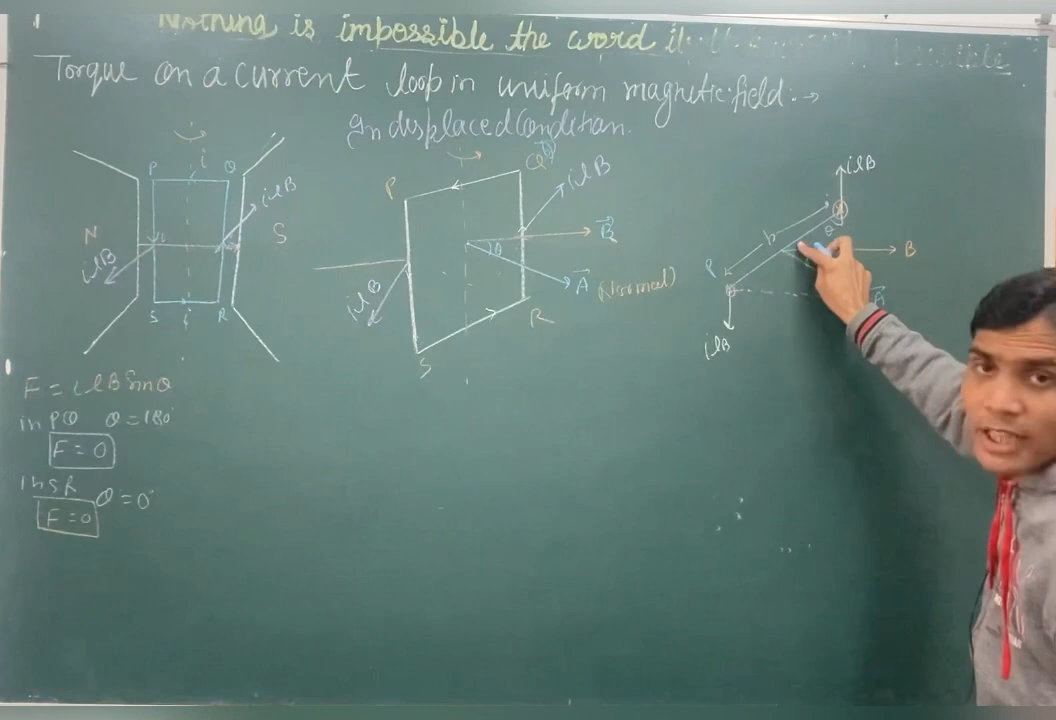 Nothing is impossible the word i
Torque on a current loop in uniform magnetic field :→
In displaced Condition.
P i Q
ilB
N S
ilB
S i R
P Q
ilB
B
θ
A (Normal)
ilB
R
S
ilB
b
θ
B
P
A
ilB
F = ilB Sinθ
in PQ θ = 180°
F = 0
In SR θ = 0°
F = 0